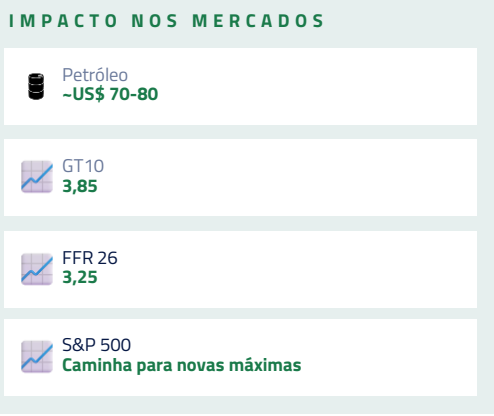 IMPACTO NOS MERCADOS
Petróleo
~US$ 70-80
GT10
3,85
FFR 26
3,25
S&P 500
Caminha para novas máximas